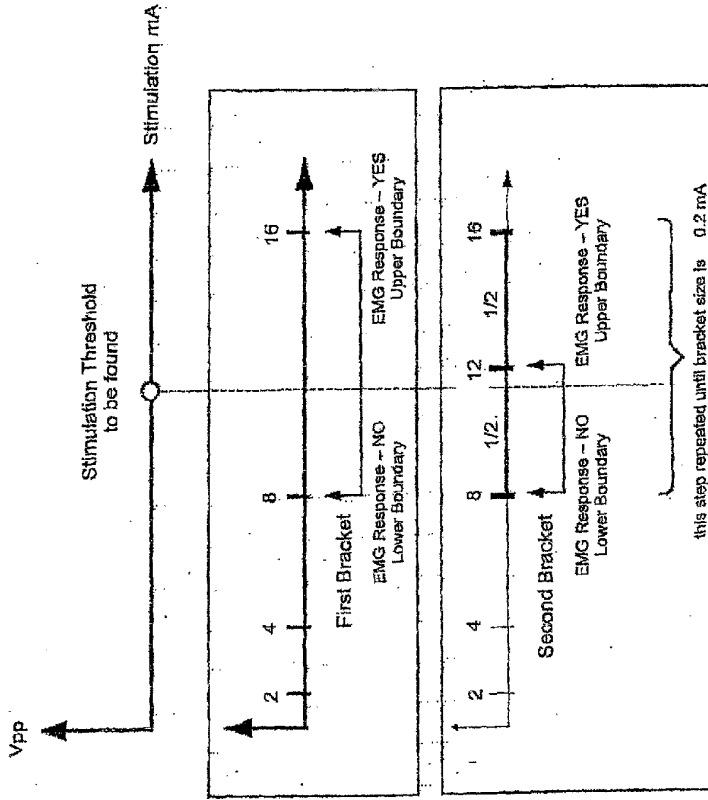 Vpp
Stimulation mA
Stimulation Threshold
to be found
2 4 8 16
First Bracket
EMG Response – NO
Lower Boundary
EMG Response – YES
Upper Boundary
2 4 8 1/2. 12 1/2 16
Second Bracket
EMG Response – NO
Lower Boundary
EMG Response – YES
Upper Boundary
this step repeated until bracket size is 0.2 mA